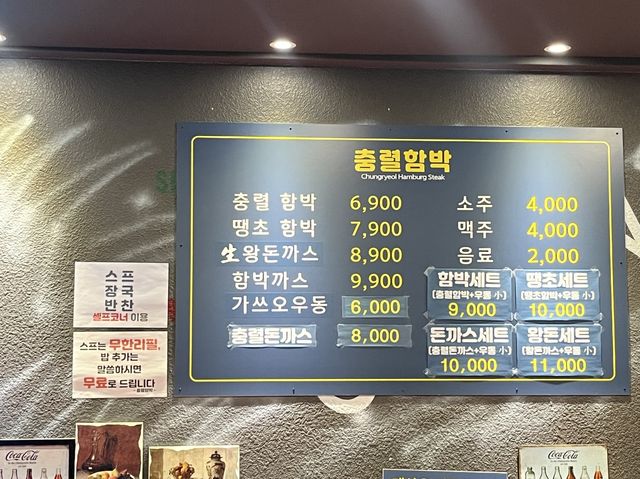 충렬함박
Chungryeol Hamburg Steak
충렬 함박 6,900
땡초 함박 7,900
生왕돈까스 8,900
함박까스 9,900
가쓰오우동 6,000
충렬돈까스 8,000
소주 4,000
맥주 4,000
음료 2,000
함박세트
(충렬함박+우동 小)
9,000
땡초세트
(땡초함박+우동 小)
10,000
돈까스세트
(충렬돈까스+우동 小)
10,000
왕돈세트
(왕돈까스+우동 小)
11,000
스프
장국
반찬
셀프코너 이용
스프는 무한리필,
밥 추가는
말씀하시면
무료로 드립니다
-충렬함박-
Coca-Cola
Coca-Cola